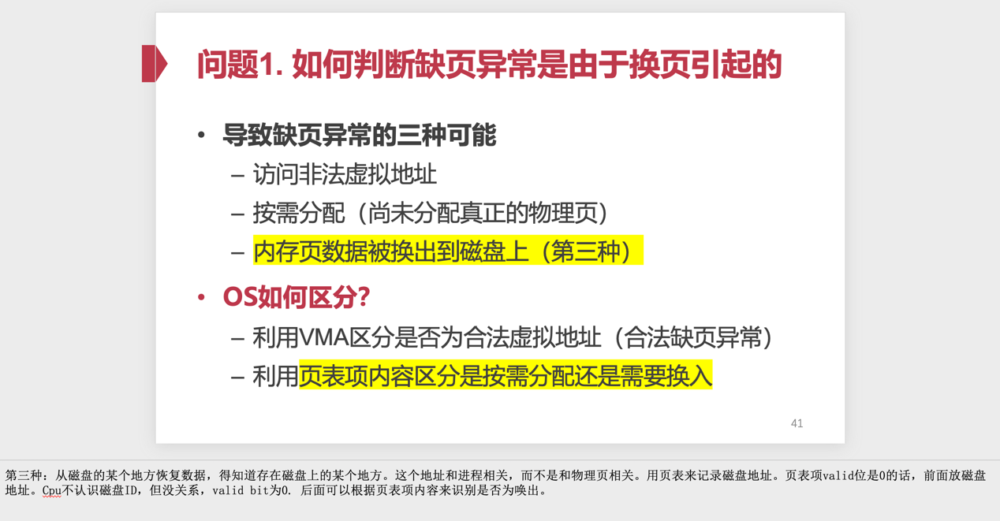 问题1. 如何判断缺页异常是由于换页引起的
• 导致缺页异常的三种可能
– 访问非法虚拟地址
– 按需分配（尚未分配真正的物理页）
– 内存页数据被换出到磁盘上（第三种）
• OS如何区分？
– 利用VMA区分是否为合法虚拟地址（合法缺页异常）
– 利用页表项内容区分是按需分配还是需要换入
41
第三种：从磁盘的某个地方恢复数据，得知道存在磁盘上的某个地方。这个地址和进程相关，而不是和物理页相关。用页表来记录磁盘地址。页表项valid位是0的话，前面放磁盘
地址。Cpu不认识磁盘ID，但没关系，valid bit为0. 后面可以根据页表项内容来识别是否为唤出。